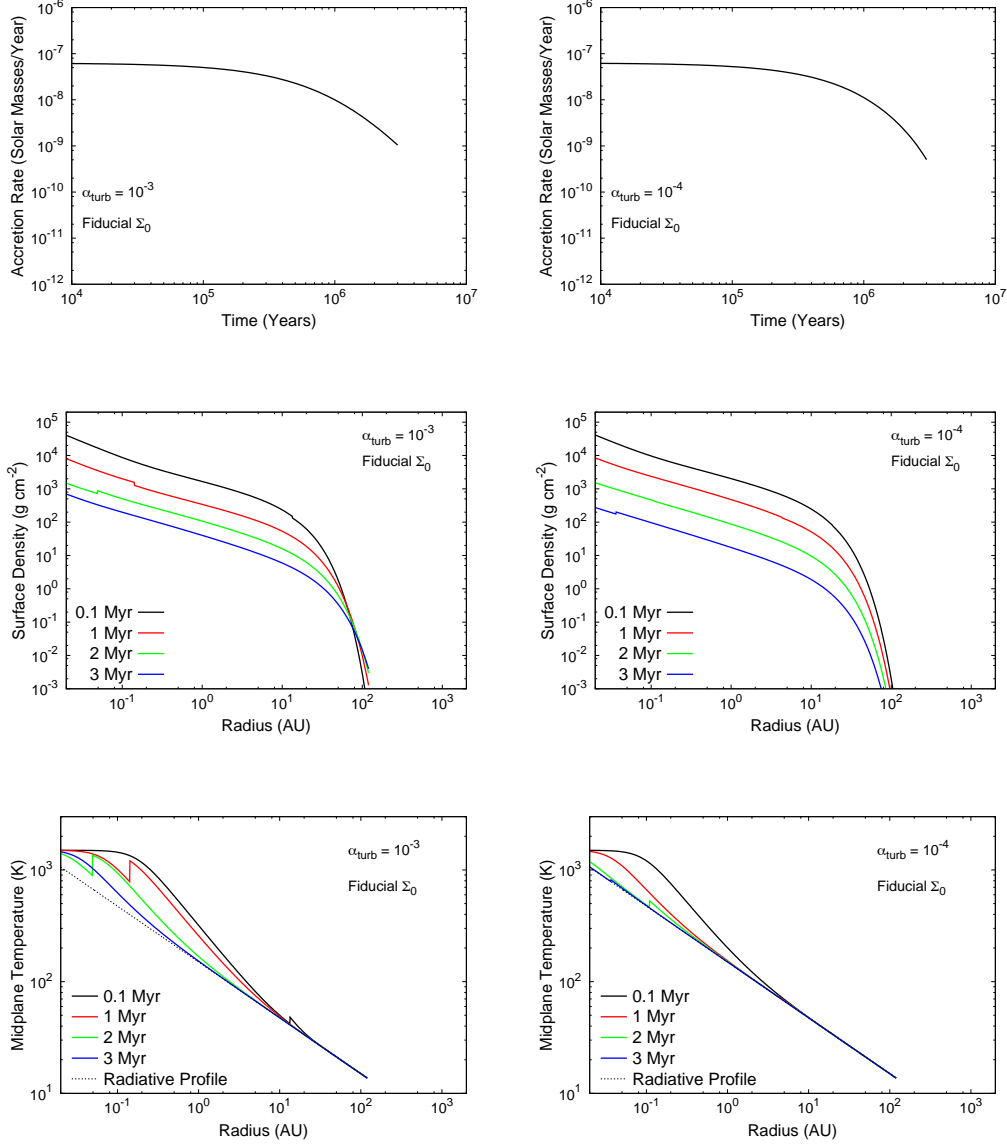 10^-6
10^-7
10^-8
10^-9
10^-10
10^-11
10^-12
Accretion Rate (Solar Masses/Year)
α_turb = 10^-3
Fiducial Σ_0
10^4 10^5 10^6 10^7
Time (Years)
10^-6
10^-7
10^-8
10^-9
10^-10
10^-11
10^-12
Accretion Rate (Solar Masses/Year)
α_turb = 10^-4
Fiducial Σ_0
10^4 10^5 10^6 10^7
Time (Years)
10^5
10^4
10^3
10^2
10^1
10^0
10^-1
10^-2
10^-3
Surface Density (g cm^-2)
α_turb = 10^-3
Fiducial Σ_0
0.1 Myr
1 Myr
2 Myr
3 Myr
10^-1 10^0 10^1 10^2 10^3
Radius (AU)
10^5
10^4
10^3
10^2
10^1
10^0
10^-1
10^-2
10^-3
Surface Density (g cm^-2)
α_turb = 10^-4
Fiducial Σ_0
0.1 Myr
1 Myr
2 Myr
3 Myr
10^-1 10^0 10^1 10^2 10^3
Radius (AU)
10^3
10^2
10^1
Midplane Temperature (K)
α_turb = 10^-3
Fiducial Σ_0
0.1 Myr
1 Myr
2 Myr
3 Myr
Radiative Profile
10^-1 10^0 10^1 10^2 10^3
Radius (AU)
10^3
10^2
10^1
Midplane Temperature (K)
α_turb = 10^-4
Fiducial Σ_0
0.1 Myr
1 Myr
2 Myr
3 Myr
Radiative Profile
10^-1 10^0 10^1 10^2 10^3
Radius (AU)